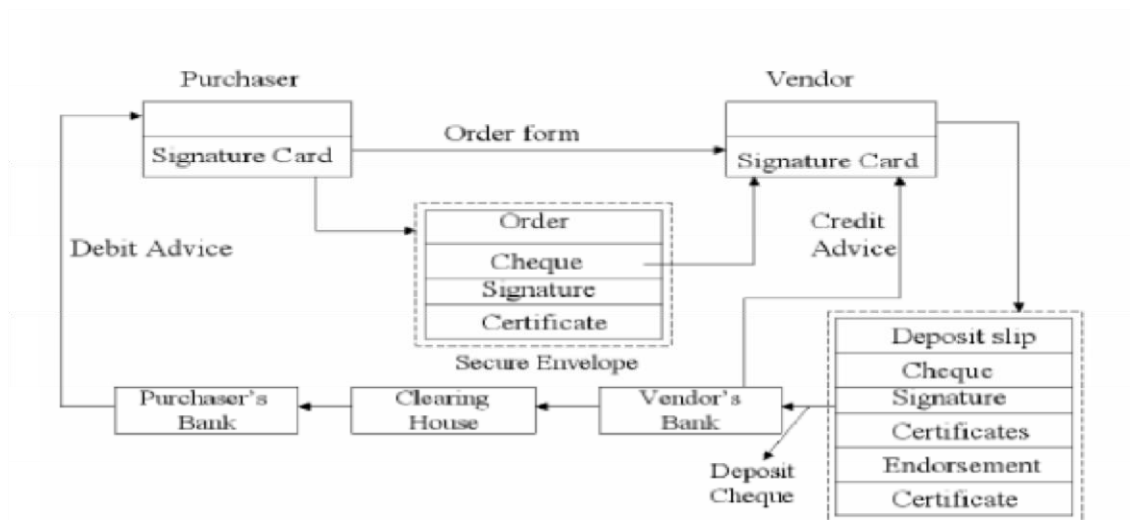 Purchaser
Vendor
Signature Card
Order form
Signature Card
Order
Cheque
Signature
Certificate
Secure Envelope
Debit Advice
Credit
Advice
Deposit slip
Cheque
Signature
Certificates
Endorsement
Certificate
Purchaser's
Bank
Clearing
House
Vendor's
Bank
Deposit
Cheque